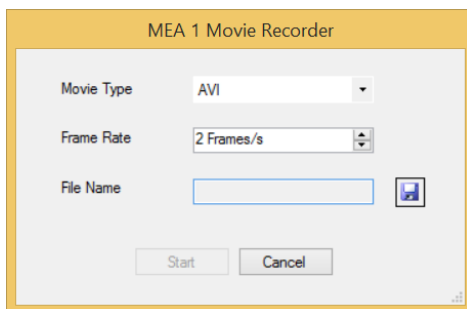 MEA 1 Movie Recorder
Movie Type AVI
Frame Rate 2 Frames/s
File Name
Start Cancel